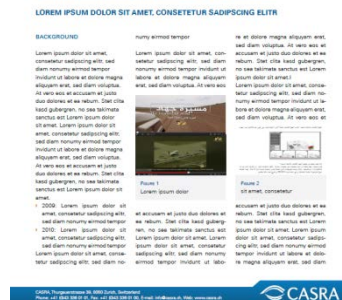 LOREM IPSUM DOLOR SIT AMET, CONSETETUR SADIPSCING ELITR
BACKGROUND
Lorem ipsum dolor sit amet,
consetetur sadipscing elitr, sed
diam nonumy eirmod tempor
invidunt ut labore et dolore magna
aliquyam erat, sed diam voluptua.
At vero eos et accusam et justo
duo dolores et ea rebum. Stet clita
kasd gubergren, no sea takimata
sanctus est Lorem ipsum dolor sit
amet. Lorem ipsum dolor sit
amet, consetetur sadipscing elitr,
sed diam nonumy eirmod tempor
invidunt ut labore et dolore magna
aliquyam erat, sed diam voluptua.
At vero eos et accusam et justo
duo dolores et ea rebum. Stet clita
kasd gubergren, no sea takimata
sanctus est Lorem ipsum dolor sit
amet.
• 2009: Lorem ipsum dolor sit
amet, consetetur sadipscing elitr,
sed diam nonumy eirmod tempor
• 2010: Lorem ipsum dolor sit
amet, consetetur sadipscing elitr,
sed diam nonumy eirmod tempor
Lorem ipsum dolor sit amet, conse-
tetur sadipscing elitr, sed diam no-
numy eirmod tempor
Lorem ipsum dolor sit amet, con-
setetur sadipscing elitr, sed diam
nonumy eirmod tempor invidunt ut
labore et dolore magna aliquyam
erat, sed diam voluptua. At vero
eos et
Figure 1
Lorem ipsum dolor
et accusam et justo duo dolores et
ea rebum. Stet clita kasd guberg-
ren, no sea takimata sanctus est
Lorem ipsum dolor sit amet. Lorem
ipsum dolor sit amet, consetetur
sadipscing elitr, sed diam nonumy
eirmod tempor invidunt ut labo-
re et dolore magna aliquyam erat,
sed diam voluptua. At vero eos et
accusam et justo duo dolores et ea
rebum. Stet clita kasd gubergren,
no sea takimata sanctus est Lorem
ipsum dolor sit amet.
Lorem ipsum dolor sit amet, con-
setetur sadipscing elitr, sed diam
nonumy eirmod tempor invidunt ut la-
bore et dolore magna aliquyam
erat, sed diam voluptua. At vero eos et
Figure 2
sit amet, consetetur
accusam et justo duo dolores et ea
rebum. Stet clita kasd gubergren,
no sea takimata sanctus est Lorem
ipsum dolor sit amet. Lorem ipsum
dolor sit amet, consetetur sadips-
cing elitr, sed diam nonumy eirmod
tempor invidunt ut labore et dolo-
re magna aliquyam erat, sed diam
CASRA, Thurgauerstrasse 39, 8050 Zurich, Switzerland
CASRA